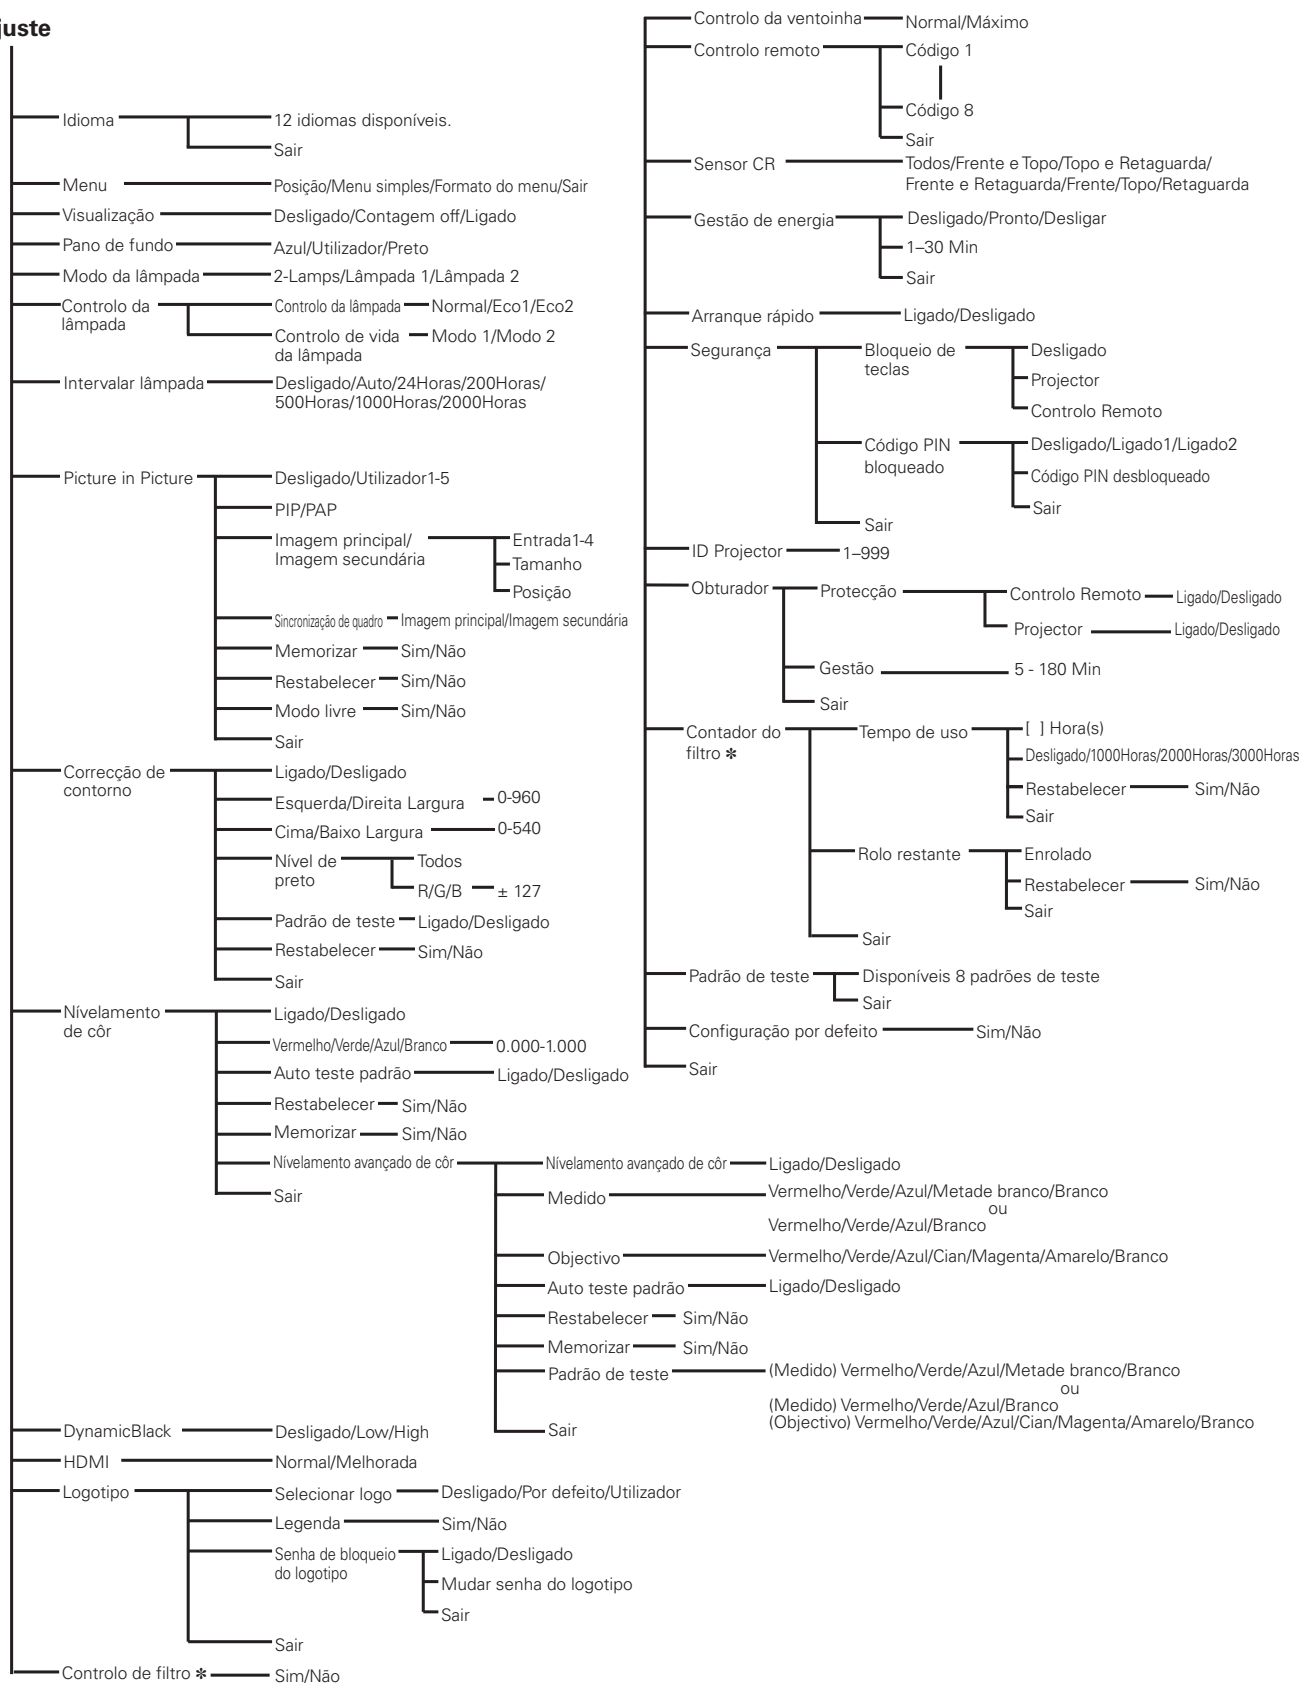 juste
Idioma
12 idiomas disponíveis.
Sair
Menu
Posição/Menu simples/Formato do menu/Sair
Visualização
Desligado/Contagem off/Ligado
Pano de fundo
Azul/Utilizador/Preto
Modo da lâmpada
2-Lamps/Lâmpada 1/Lâmpada 2
Controlo da
lâmpada
Controlo da lâmpada
Normal/Eco1/Eco2
Controlo de vida
da lâmpada
Modo 1/Modo 2
Intervalar lâmpada
Desligado/Auto/24Horas/200Horas/
500Horas/1000Horas/2000Horas
Picture in Picture
Desligado/Utilizador1-5
PIP/PAP
Imagem principal/
Imagem secundária
Entrada1-4
Tamanho
Posição
Sincronização de quadro
Imagem principal/Imagem secundária
Memorizar
Sim/Não
Restabelecer
Sim/Não
Modo livre
Sim/Não
Sair
Correcção de
contorno
Ligado/Desligado
Esquerda/Direita Largura
0-960
Cima/Baixo Largura
0-540
Nível de
preto
Todos
R/G/B
± 127
Padrão de teste
Ligado/Desligado
Restabelecer
Sim/Não
Sair
Nívelamento
de côr
Ligado/Desligado
Vermelho/Verde/Azul/Branco
0.000-1.000
Auto teste padrão
Ligado/Desligado
Restabelecer
Sim/Não
Memorizar
Sim/Não
Nívelamento avançado de côr
Nívelamento avançado de côr
Ligado/Desligado
Medido
Vermelho/Verde/Azul/Metade branco/Branco
ou
Vermelho/Verde/Azul/Branco
Objectivo
Vermelho/Verde/Azul/Cian/Magenta/Amarelo/Branco
Auto teste padrão
Ligado/Desligado
Restabelecer
Sim/Não
Memorizar
Sim/Não
Padrão de teste
(Medido) Vermelho/Verde/Azul/Metade branco/Branco
ou
(Medido) Vermelho/Verde/Azul/Branco
(Objectivo) Vermelho/Verde/Azul/Cian/Magenta/Amarelo/Branco
Sair
Sair
DynamicBlack
Desligado/Low/High
HDMI
Normal/Melhorada
Logotipo
Selecionar logo
Desligado/Por defeito/Utilizador
Legenda
Sim/Não
Senha de bloqueio
do logotipo
Ligado/Desligado
Mudar senha do logotipo
Sair
Sair
Controlo de filtro ✻
Sim/Não
Controlo da ventoinha
Normal/Máximo
Controlo remoto
Código 1
Código 8
Sair
Sensor CR
Todos/Frente e Topo/Topo e Retaguarda/
Frente e Retaguarda/Frente/Topo/Retaguarda
Gestão de energia
Desligado/Pronto/Desligar
1–30 Min
Sair
Arranque rápido
Ligado/Desligado
Segurança
Bloqueio de
teclas
Desligado
Projector
Controlo Remoto
Código PIN
bloqueado
Desligado/Ligado1/Ligado2
Código PIN desbloqueado
Sair
Sair
ID Projector
1–999
Obturador
Protecção
Controlo Remoto
Ligado/Desligado
Projector
Ligado/Desligado
Gestão
5 - 180 Min
Sair
Contador do
filtro ✻
Tempo de uso
[ ] Hora(s)
Desligado/1000Horas/2000Horas/3000Horas
Restabelecer
Sim/Não
Sair
Rolo restante
Enrolado
Restabelecer
Sim/Não
Sair
Sair
Padrão de teste
Disponíveis 8 padrões de teste
Sair
Configuração por defeito
Sim/Não
Sair